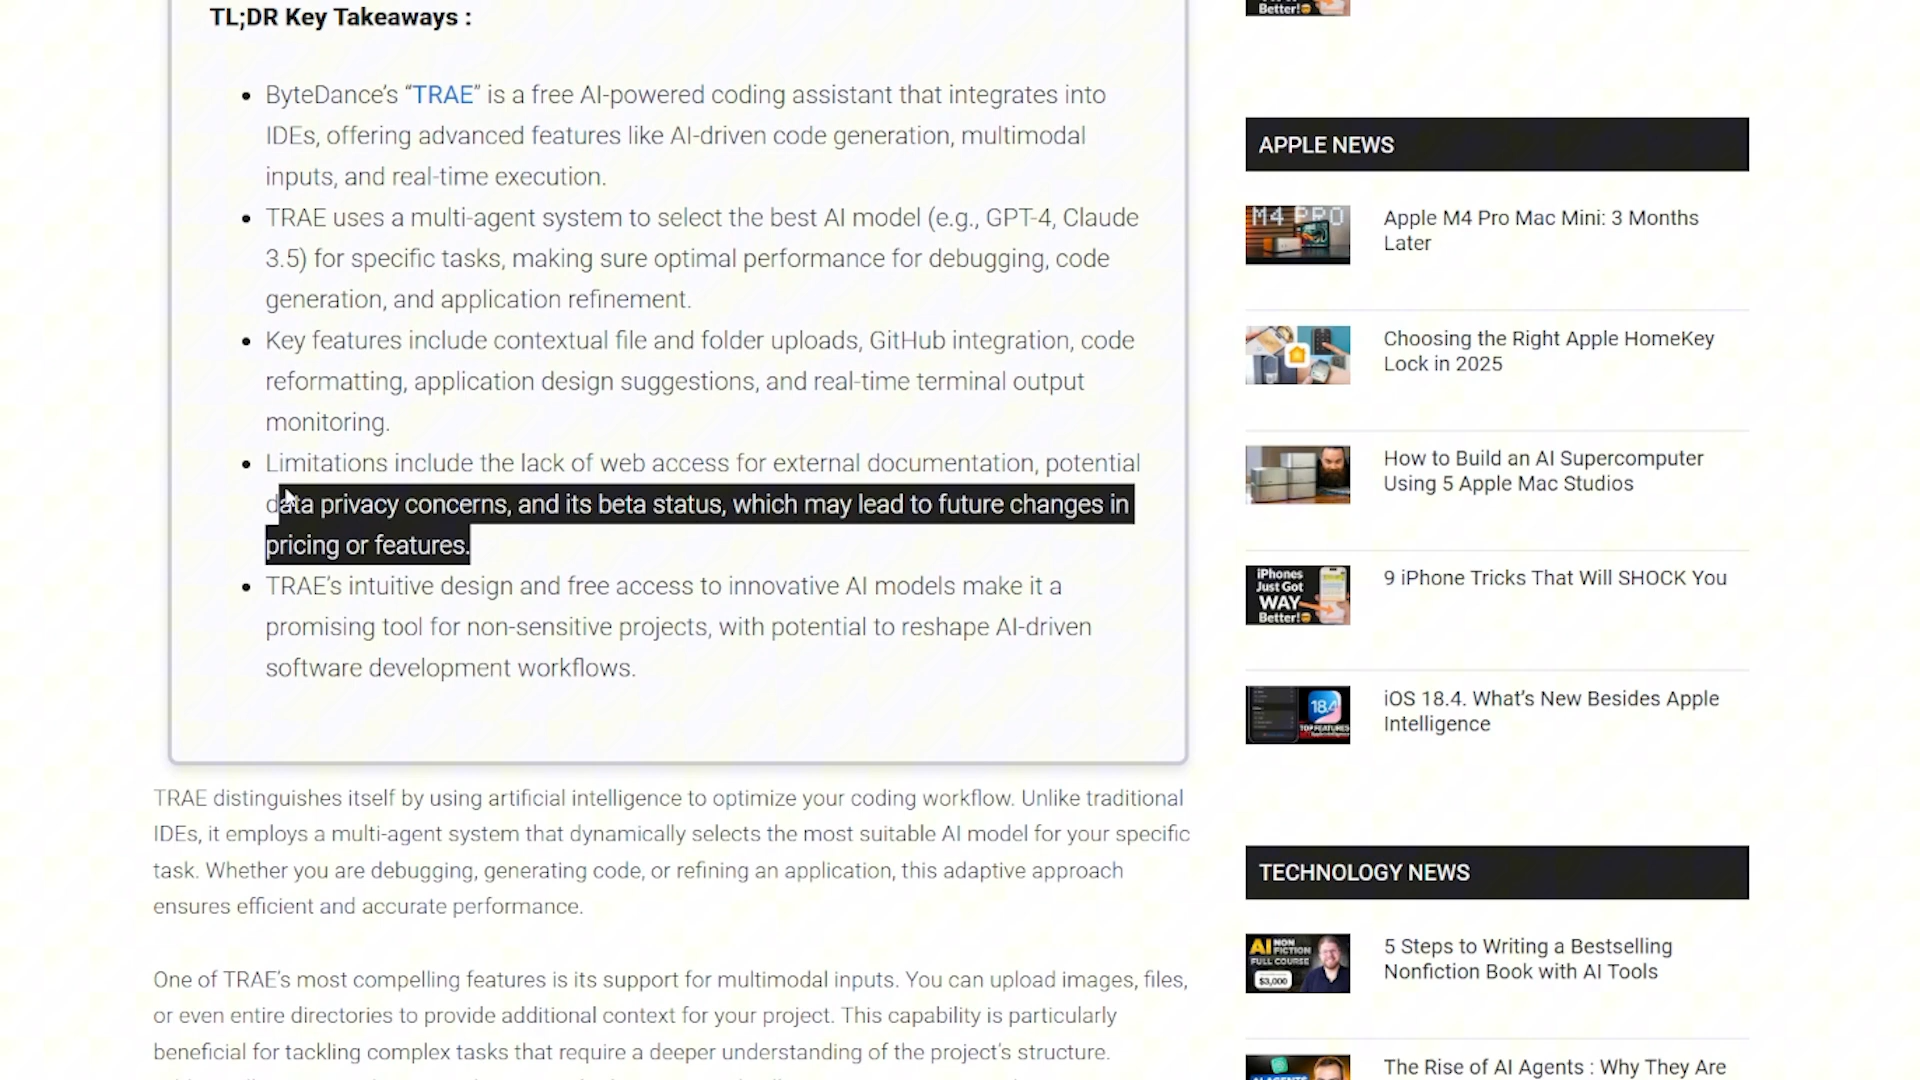 Better!
TL;DR Key Takeaways :
ByteDance’s “TRAE” is a free AI-powered coding assistant that integrates into
IDEs, offering advanced features like AI-driven code generation, multimodal
inputs, and real-time execution.
TRAE uses a multi-agent system to select the best AI model (e.g., GPT-4, Claude
3.5) for specific tasks, making sure optimal performance for debugging, code
generation, and application refinement.
Key features include contextual file and folder uploads, GitHub integration, code
reformatting, application design suggestions, and real-time terminal output
monitoring.
Limitations include the lack of web access for external documentation, potential
data privacy concerns, and its beta status, which may lead to future changes in
pricing or features.
TRAE’s intuitive design and free access to innovative AI models make it a
promising tool for non-sensitive projects, with potential to reshape AI-driven
software development workflows.
TRAE distinguishes itself by using artificial intelligence to optimize your coding workflow. Unlike traditional
IDEs, it employs a multi-agent system that dynamically selects the most suitable AI model for your specific
task. Whether you are debugging, generating code, or refining an application, this adaptive approach
ensures efficient and accurate performance.
One of TRAE’s most compelling features is its support for multimodal inputs. You can upload images, files,
or even entire directories to provide additional context for your project. This capability is particularly
beneficial for tackling complex tasks that require a deeper understanding of the project’s structure.
APPLE NEWS
M4 PRO
Apple M4 Pro Mac Mini: 3 Months
Later
Choosing the Right Apple HomeKey
Lock in 2025
How to Build an AI Supercomputer
Using 5 Apple Mac Studios
iPhones
Just Got
WAY
Better!
9 iPhone Tricks That Will SHOCK You
18.4
TOP FEATURES
iOS 18.4. What’s New Besides Apple
Intelligence
TECHNOLOGY NEWS
AI NON
FICTION
FULL COURSE
$3,000
5 Steps to Writing a Bestselling
Nonfiction Book with AI Tools
AI AGENTS
The Rise of AI Agents : Why They Are